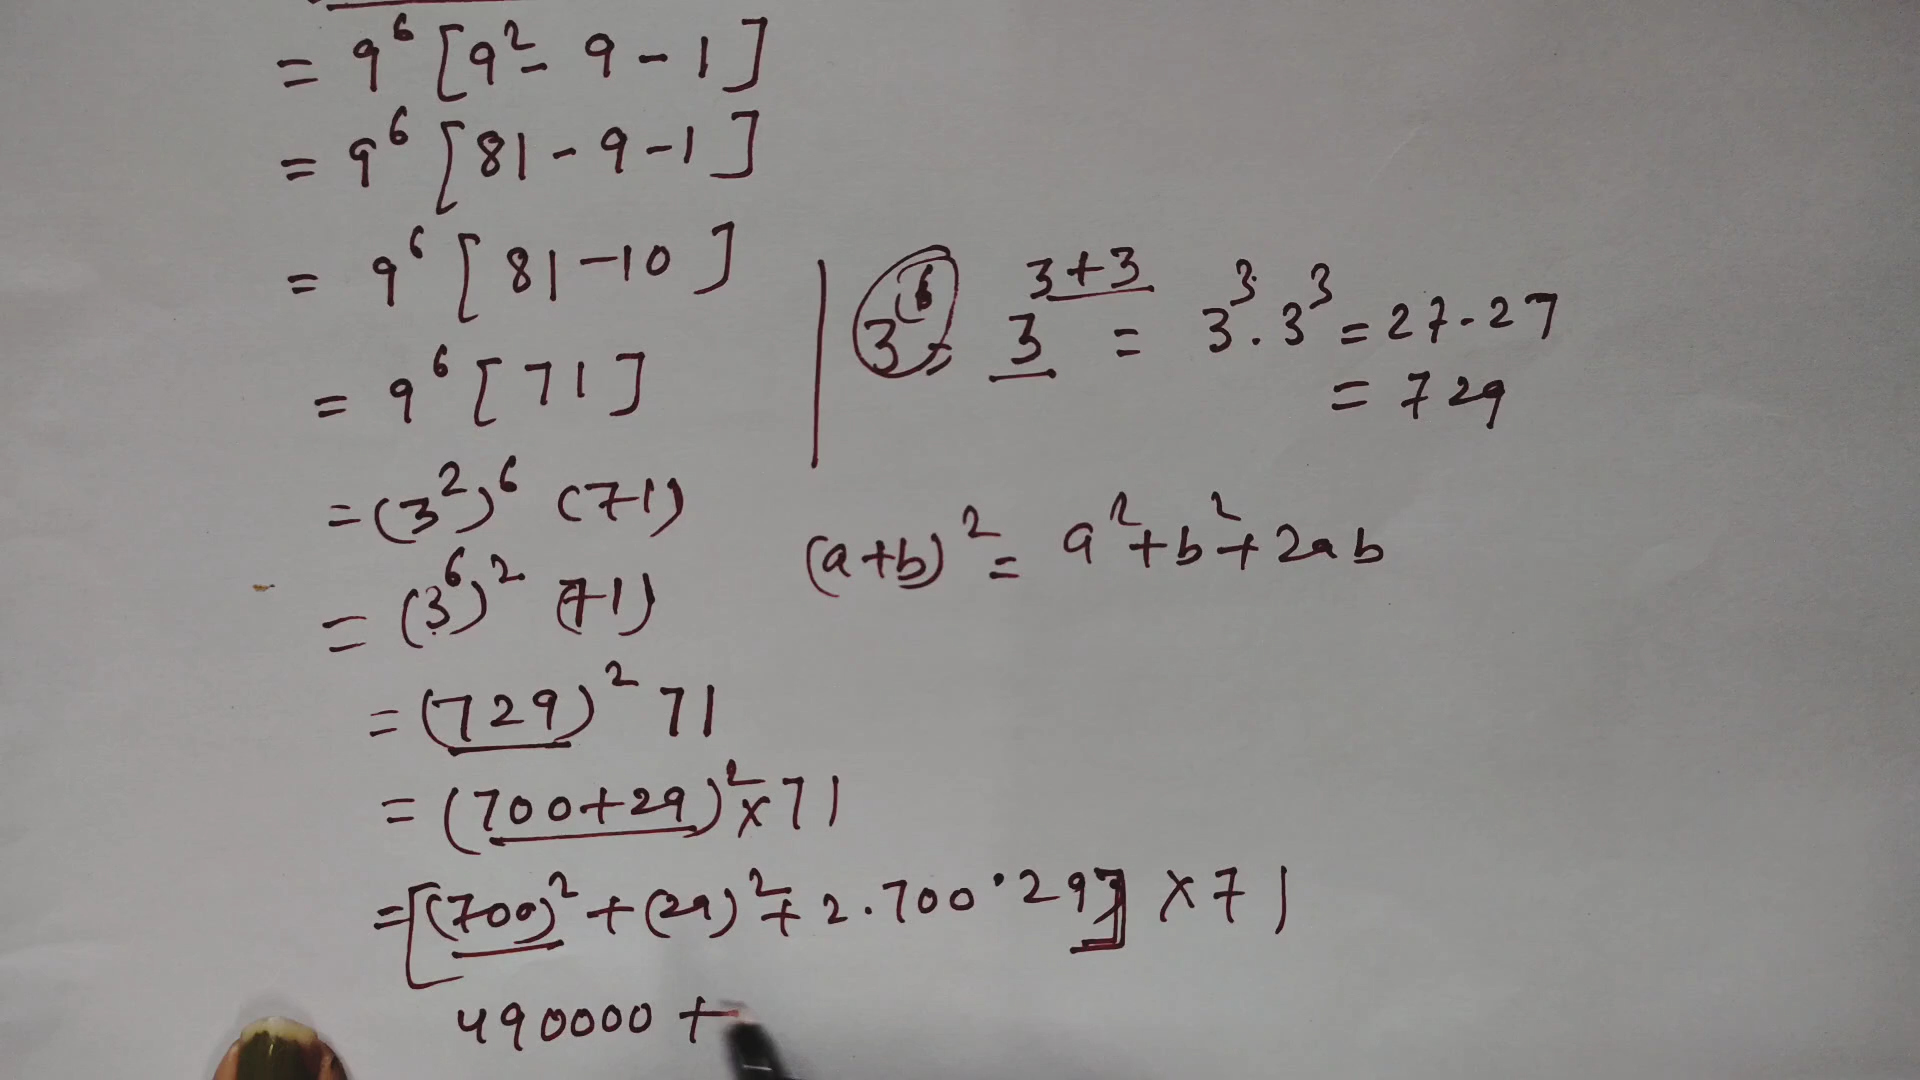 = 9⁶ [9² - 9 - 1]
= 9⁶ [81 - 9 - 1]
= 9⁶ [81 - 10]
= 9⁶ [71]
3⁶ = 3³⁺³ = 3³ . 3³ = 27 . 27
= 729
= (3²)⁶ (71)
(a+b)² = a² + b² + 2ab
= (3⁶)² (71)
= (729)² 71
= (700+29)² × 71
= [(700)² + (29)² + 2.700.29] × 71
490000 +